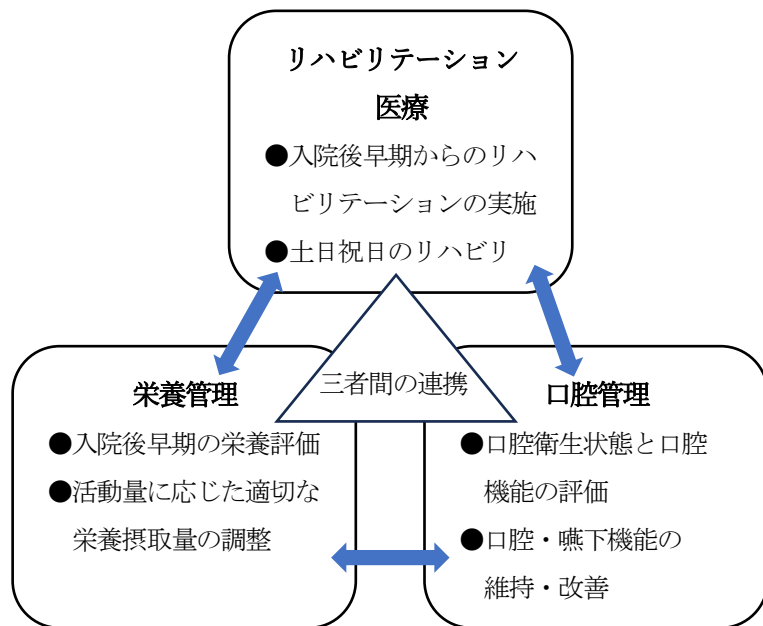 リハビリテーション
医療
●入院後早期からのリハ
ビリテーションの実施
●土日祝日のリハビリ
三者間の連携
栄養管理
●入院後早期の栄養評価
●活動量に応じた適切な
栄養摂取量の調整
口腔管理
●口腔衛生状態と口腔
機能の評価
●口腔・嚥下機能の
維持・改善